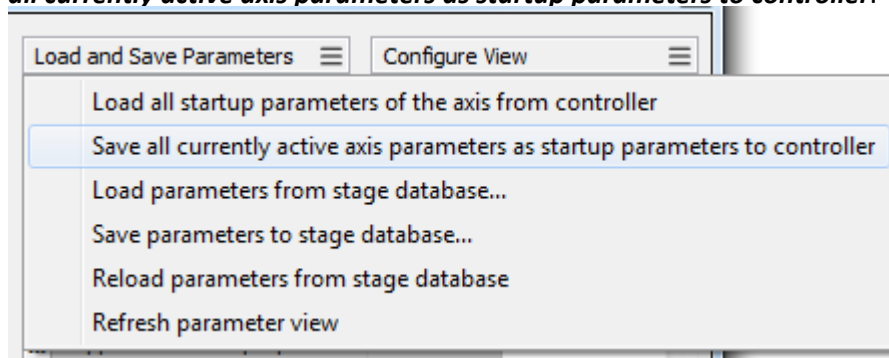 all currently active axis parameters as startup parameters to controller.
Load and Save Parameters Configure View
Load all startup parameters of the axis from controller
Save all currently active axis parameters as startup parameters to controller
Load parameters from stage database...
Save parameters to stage database...
Reload parameters from stage database
Refresh parameter view